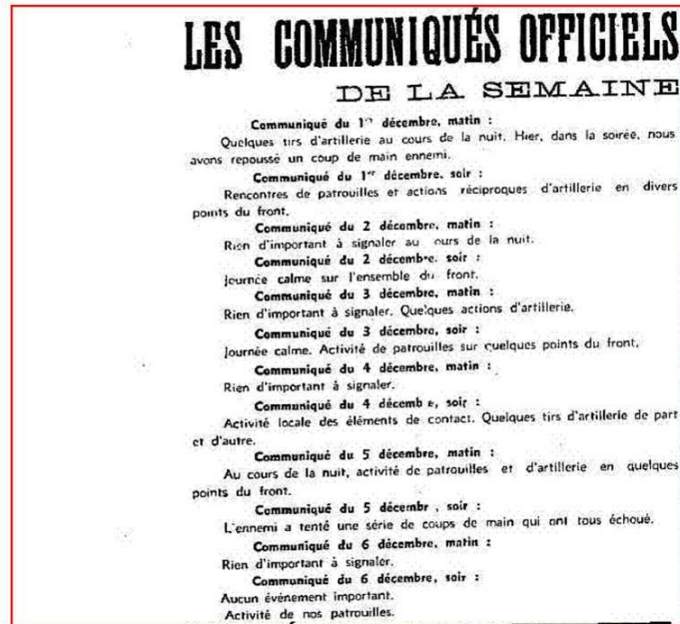 LES COMMUNIQUÉS OFFICIELS
DE LA SEMAINE
Communiqué du 1er décembre, matin :
Quelques tirs d'artillerie au cours de la nuit. Hier, dans la soirée, nous
avons repoussé un coup de main ennemi.
Communiqué du 1er décembre, soir :
Rencontres de patrouilles et actions réciproques d'artillerie en divers
points du front.
Communiqué du 2 décembre, matin :
Rien d'important à signaler au ours de la nuit.
Communiqué du 2 décembre, soir :
Journée calme sur l'ensemble du front.
Communiqué du 3 décembre, matin :
Rien d'important à signaler. Quelques actions d'artillerie.
Communiqué du 3 décembre, soir :
Journée calme. Activité de patrouilles sur quelques points du front.
Communiqué du 4 décembre, matin :
Rien d'important à signaler.
Communiqué du 4 décemb e, soir :
Activité locale des éléments de contact. Quelques tirs d'artillerie de part
et d'autre.
Communiqué du 5 décembre, matin :
Au cours de la nuit, activité de patrouilles et d'artillerie en quelques
points du front.
Communiqué du 5 décembr , soir :
L'ennemi a tenté une série de coups de main qui ont tous échoué.
Communiqué du 6 décembre, matin :
Rien d'important à signaler.
Communiqué du 6 décembre, soir :
Aucun événement important.
Activité de nos patrouilles.